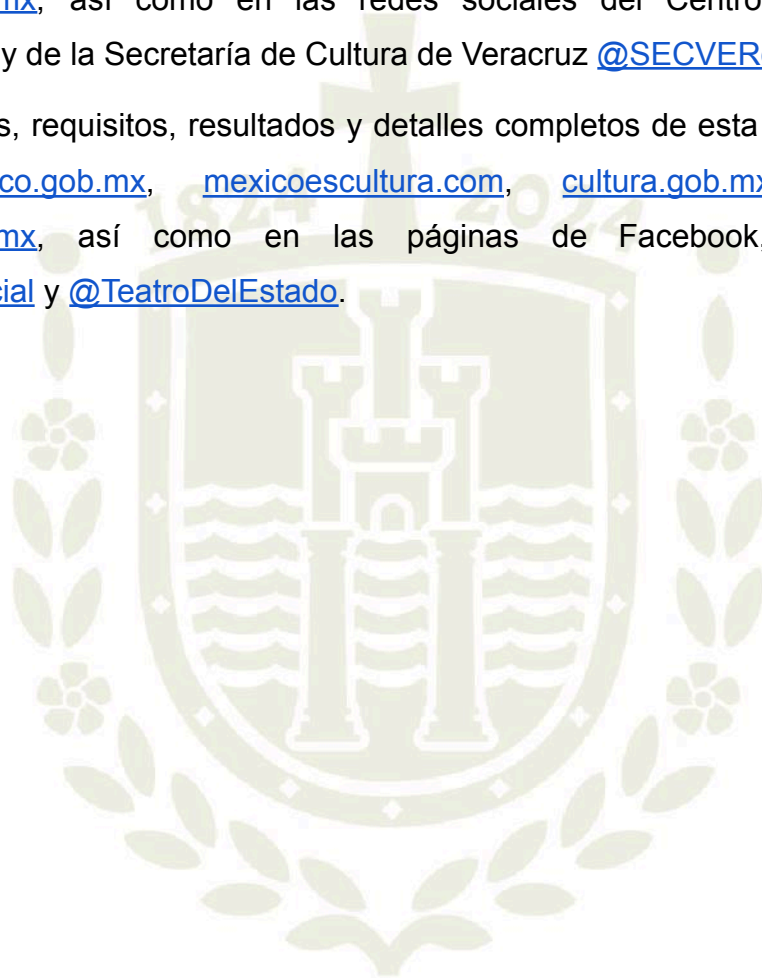 mx, así como en las redes sociales del Centro
y de la Secretaría de Cultura de Veracruz @SECVER
s, requisitos, resultados y detalles completos de esta
co.gob.mx, mexicoescultura.com, cultura.gob.mx
mx, así como en las páginas de Facebook,
cial y @TeatroDelEstado.
1824 2024